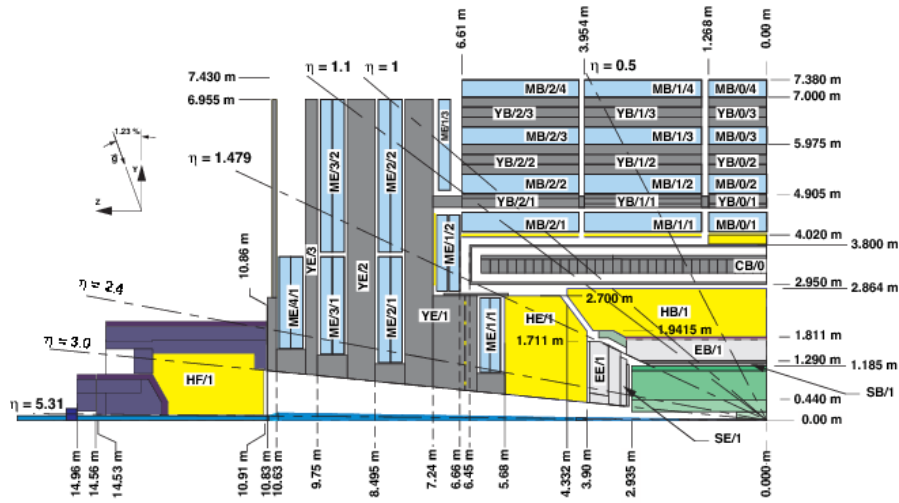 6.61 m
3.954 m
1.268 m
0.00 m
η = 1.1
η = 1
η = 0.5
7.430 m
6.955 m
1.23 %
g
Y
Z
η = 1.479
10.86 m
η = 2.4
η = 3.0
η = 5.31
MB/2/4
MB/1/4
MB/0/4
7.380 m
7.000 m
YB/2/3
YB/1/3
YB/0/3
MB/2/3
MB/1/3
MB/0/3
5.975 m
YB/2/2
YB/1/2
YB/0/2
MB/2/2
MB/1/2
MB/0/2
4.905 m
YB/2/1
YB/1/1
YB/0/1
MB/2/1
MB/1/1
MB/0/1
4.020 m
3.800 m
CB/0
2.950 m
2.864 m
2.700 m
HB/1
1.9415 m
1.811 m
EB/1
1.290 m
1.185 m
SB/1
0.440 m
0.00 m
SE/1
ME/4/1
YE/3
ME/3/2
ME/3/1
YE/2
ME/2/2
ME/2/1
YE/1
ME/1/3
ME/1/2
ME/1/1
HE/1
1.711 m
EE/1
HF/1
14.96 m
14.56 m
14.53 m
10.91 m
10.83 m
10.63 m
9.75 m
8.495 m
7.24 m
6.66 m
6.45 m
5.68 m
4.332 m
3.90 m
2.935 m
0.000 m